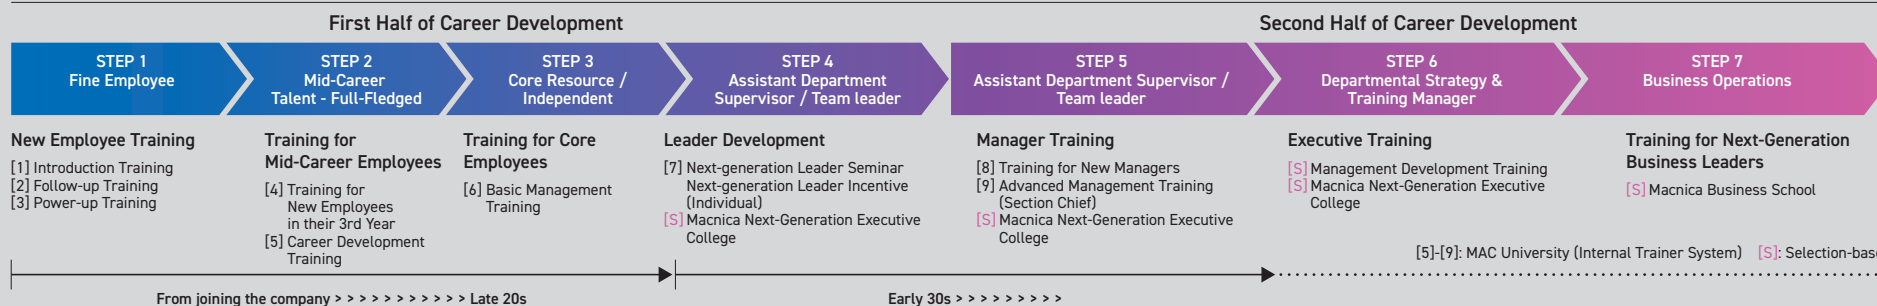 First Half of Career Development
Second Half of Career Development
STEP 1
Fine Employee
STEP 2
Mid-Career
Talent - Full-Fledged
STEP 3
Core Resource /
Independent
STEP 4
Assistant Department
Supervisor / Team leader
STEP 5
Assistant Department Supervisor /
Team leader
STEP 6
Departmental Strategy &
Training Manager
STEP 7
Business Operations
New Employee Training
[1] Introduction Training
[2] Follow-up Training
[3] Power-up Training
Training for
Mid-Career Employees
[4] Training for
New Employees
in their 3rd Year
[5] Career Development
Training
Training for Core
Employees
[6] Basic Management
Training
Leader Development
[7] Next-generation Leader Seminar
Next-generation Leader Incentive
(Individual)
[S] Macnica Next-Generation Executive
College
Manager Training
[8] Training for New Managers
[9] Advanced Management Training
(Section Chief)
[S] Macnica Next-Generation Executive
College
Executive Training
[S] Management Development Training
[S] Macnica Next-Generation Executive
College
Training for Next-Generation
Business Leaders
[S] Macnica Business School
[5]-[9]: MAC University (Internal Trainer System) [S]: Selection-bas
From joining the company > > > > > > > > > > > Late 20s
Early 30s > > > > > > > > >